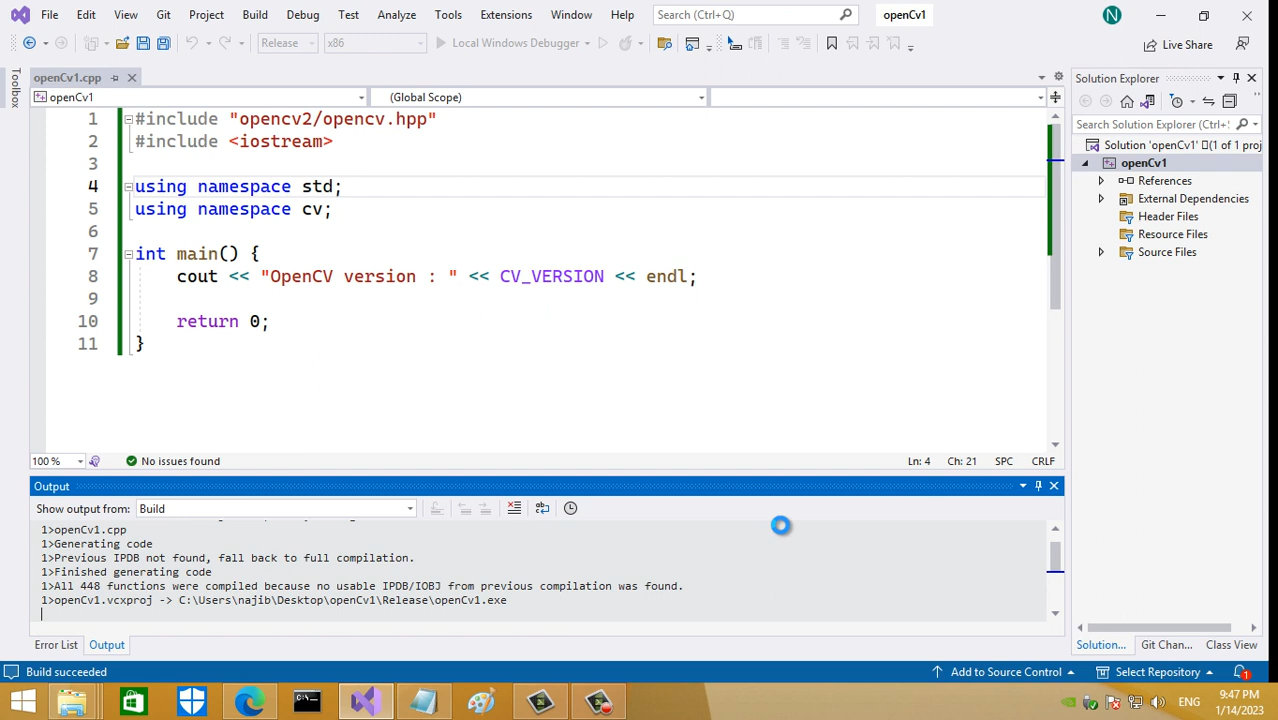 File Edit View Git Project Build Debug Test Analyze Tools Extensions Window Help Search (Ctrl+Q) openCv1 N
Release x86 Local Windows Debugger Live Share
Toolbox
openCv1.cpp
openCv1 (Global Scope)
1 #include "opencv2/opencv.hpp"
2 #include <iostream>
3
4 using namespace std;
5 using namespace cv;
6
7 int main() {
8 cout << "OpenCV version : " << CV_VERSION << endl;
9
10 return 0;
11 }
100 % No issues found Ln: 4 Ch: 21 SPC CRLF
Output
Show output from: Build
1>openCv1.cpp
1>Generating code
1>Previous IPDB not found, fall back to full compilation.
1>Finished generating code
1>All 448 functions were compiled because no usable IPDB/IOBJ from previous compilation was found.
1>openCv1.vcxproj -> C:\Users\najib\Desktop\openCv1\Release\openCv1.exe
Error List Output
Solution Explorer
Search Solution Explorer (Ctrl+
Solution 'openCv1' (1 of 1 proj
openCv1
References
External Dependencies
Header Files
Resource Files
Source Files
Solution... Git Chan... Class View
Build succeeded Add to Source Control Select Repository 1
ENG 9:47 PM
1/14/2023